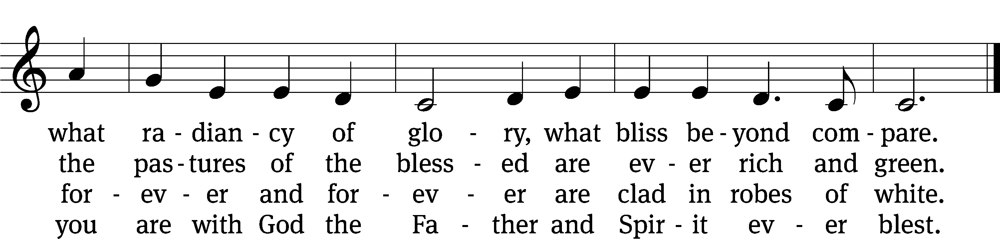 what ra - dian - cy of glo - ry, what bliss be - yond com - pare.
the pas - tures of the bless - ed are ev - er rich and green.
for - ev - er and for - ev - er are clad in robes of white.
you are with God the Fa - ther and Spir - it ev - er blest.